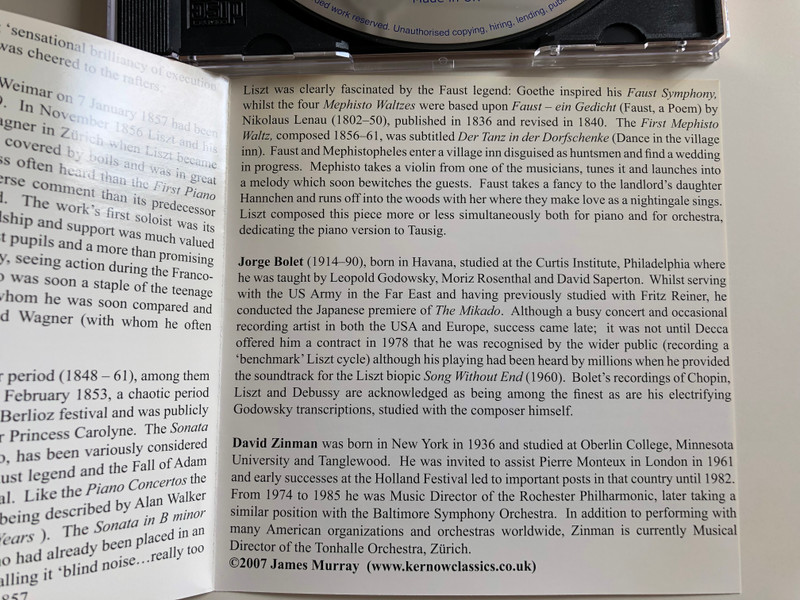 Made in UK
ded work reserved. Unauthorised copying, hiring, lending, pub
‘sensational brilliancy of execution
was cheered to the rafters.
Weimar on 7 January 1857 had been
9. In November 1856 Liszt and his
agner in Zürich when Liszt became
covered by boils and was in great
ss often heard than the First Piano
erse comment than its predecessor
d. The work’s first soloist was its
dship and support was much valued
t pupils and a more than promising
y, seeing action during the Franco-
o was soon a staple of the teenage
whom he was soon compared and
d Wagner (with whom he often
r period (1848 – 61), among them
February 1853, a chaotic period
Berlioz festival and was publicly
r Princess Carolyne. The Sonata
o, has been variously considered
ust legend and the Fall of Adam
al. Like the Piano Concertos the
being described by Alan Walker
Years ). The Sonata in B minor
o had already been placed in an
alling it ‘blind noise…really too
857.
Liszt was clearly fascinated by the Faust legend: Goethe inspired his Faust Symphony,
whilst the four Mephisto Waltzes were based upon Faust – ein Gedicht (Faust, a Poem) by
Nikolaus Lenau (1802–50), published in 1836 and revised in 1840. The First Mephisto
Waltz, composed 1856–61, was subtitled Der Tanz in der Dorfschenke (Dance in the village
inn). Faust and Mephistopheles enter a village inn disguised as huntsmen and find a wedding
in progress. Mephisto takes a violin from one of the musicians, tunes it and launches into
a melody which soon bewitches the guests. Faust takes a fancy to the landlord’s daughter
Hannchen and runs off into the woods with her where they make love as a nightingale sings.
Liszt composed this piece more or less simultaneously both for piano and for orchestra,
dedicating the piano version to Tausig.
Jorge Bolet (1914–90), born in Havana, studied at the Curtis Institute, Philadelphia where
he was taught by Leopold Godowsky, Moriz Rosenthal and David Saperton. Whilst serving
with the US Army in the Far East and having previously studied with Fritz Reiner, he
conducted the Japanese premiere of The Mikado. Although a busy concert and occasional
recording artist in both the USA and Europe, success came late; it was not until Decca
offered him a contract in 1978 that he was recognised by the wider public (recording a
‘benchmark’ Liszt cycle) although his playing had been heard by millions when he provided
the soundtrack for the Liszt biopic Song Without End (1960). Bolet’s recordings of Chopin,
Liszt and Debussy are acknowledged as being among the finest as are his electrifying
Godowsky transcriptions, studied with the composer himself.
David Zinman was born in New York in 1936 and studied at Oberlin College, Minnesota
University and Tanglewood. He was invited to assist Pierre Monteux in London in 1961
and early successes at the Holland Festival led to important posts in that country until 1982.
From 1974 to 1985 he was Music Director of the Rochester Philharmonic, later taking a
similar position with the Baltimore Symphony Orchestra. In addition to performing with
many American organizations and orchestras worldwide, Zinman is currently Musical
Director of the Tonhalle Orchestra, Zürich.
©2007 James Murray (www.kernowclassics.co.uk)